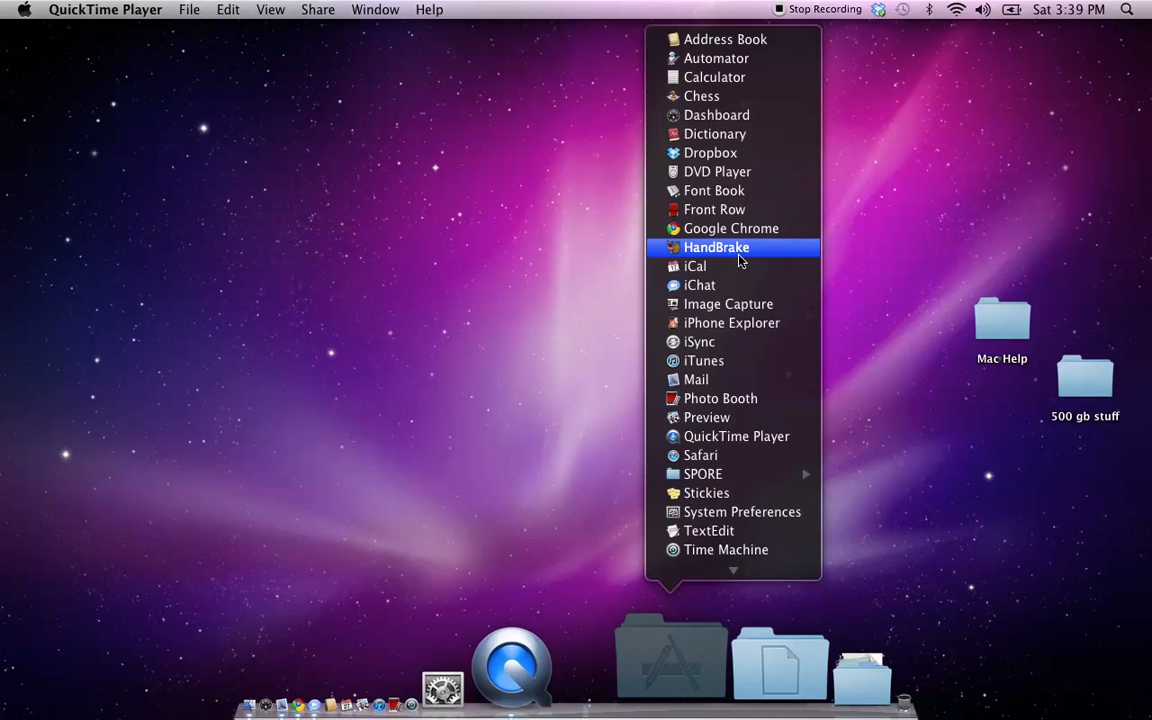 QuickTime Player File Edit View Share Window Help Stop Recording Sat 3:39 PM
Address Book
Automator
Calculator
Chess
Dashboard
Dictionary
Dropbox
DVD Player
Font Book
Front Row
Google Chrome
HandBrake
iCal
iChat
Image Capture
iPhone Explorer
iSync
iTunes
Mail
Photo Booth
Preview
QuickTime Player
Safari
SPORE
Stickies
System Preferences
TextEdit
Time Machine
Mac Help
500 gb stuff